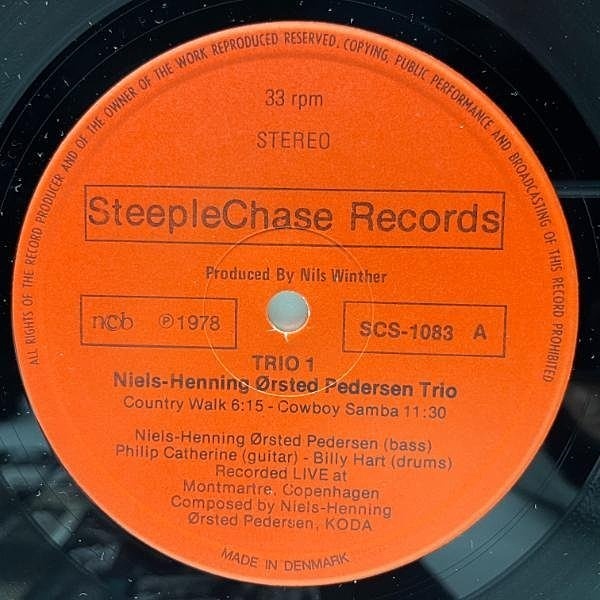 ALL RIGHTS OF THE RECORD PRODUCER AND OF THE OWNER OF THE WORK REPRODUCED RESERVED. COPYING, PUBLIC PERFORMANCE AND BROADCASTING OF THIS RECORD PROHIBITED
33 rpm
STEREO
SteepleChase Records
Produced By Nils Winther
ncb ℗1978
SCS-1083 A
TRIO 1
Niels-Henning Ørsted Pedersen Trio
Country Walk 6:15 - Cowboy Samba 11:30
Niels-Henning Ørsted Pedersen (bass)
Philip Catherine (guitar) - Billy Hart (drums)
Recorded LIVE at
Montmartre, Copenhagen
Composed by Niels-Henning
Ørsted Pedersen, KODA
MADE IN DENMARK